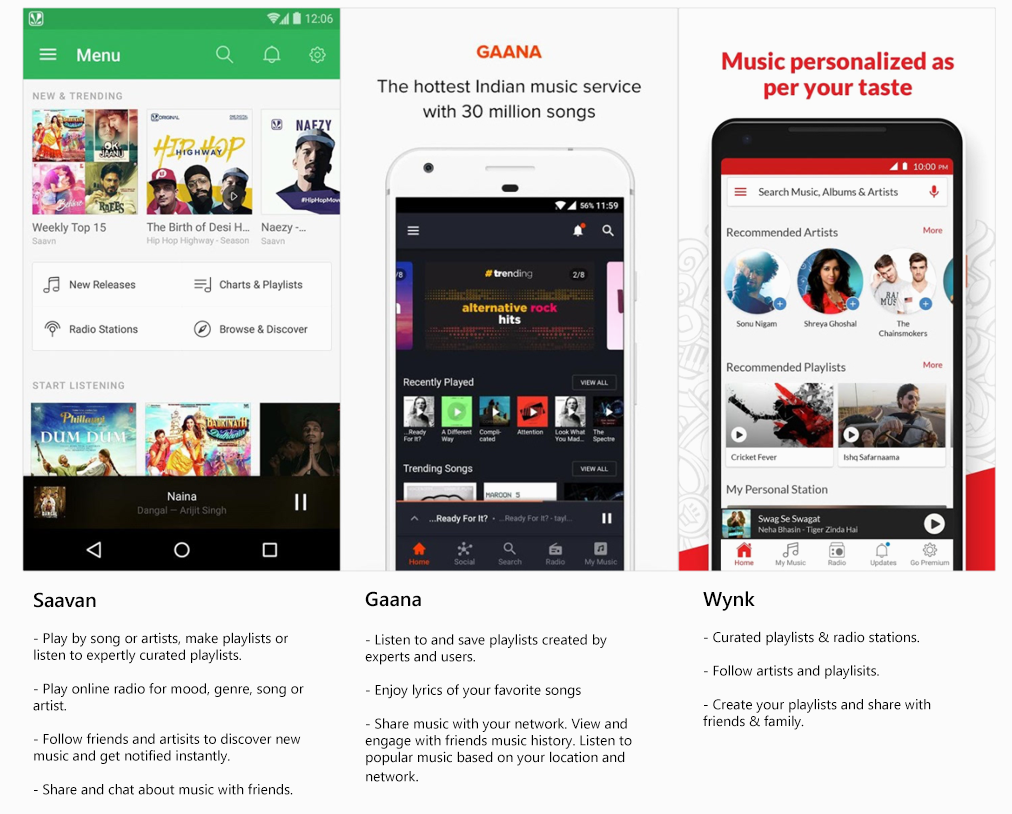 12:06
Menu
NEW & TRENDING
OK
JAANU
RAEES
ORIGINAL
HIP HOP
HIGHWAY
NAEZY
#HipHopMov
Weekly Top 15
Saavn
The Birth of Desi H...
Hip Hop Highway - Season
Naezy -...
Saavn
New Releases
Charts & Playlists
Radio Stations
Browse & Discover
START LISTENING
Phillauri
DUM DUM
BADRINATH
Naina
Dangal — Arijit Singh
GAANA
The hottest Indian music service
with 30 million songs
56% 11:59
/8
#trending
2/8
alternative rock
hits
Recently Played
VIEW ALL
...Ready
For It?
A Different
Way
Compli-
cated
Attention
Look What
You Mad...
The
Spectre
Trending Songs
VIEW ALL
MAROON 5
...Ready For It? • ...Ready For It? - tayl...
Home
Social
Search
Radio
My Music
Music personalized as
per your taste
10:00 PM
Search Music, Albums & Artists
Recommended Artists
More
Sonu Nigam
Shreya Ghoshal
The
Chainsmokers
Recommended Playlists
More
Cricket Fever
Ishq Safarnaama
My Personal Station
Swag Se Swagat
Neha Bhasin - Tiger Zinda Hai
Home
My Music
Radio
Updates
Go Premium
Saavan
- Play by song or artists, make playlists or
listen to expertly curated playlists.
- Play online radio for mood, genre, song or
artist.
- Follow friends and artisits to discover new
music and get notified instantly.
- Share and chat about music with friends.
Gaana
- Listen to and save playlists created by
experts and users.
- Enjoy lyrics of your favorite songs
- Share music with your network. View and
engage with friends music history. Listen to
popular music based on your location and
network.
Wynk
- Curated playlists & radio stations.
- Follow artists and playlisits.
- Create your playlists and share with
friends & family.